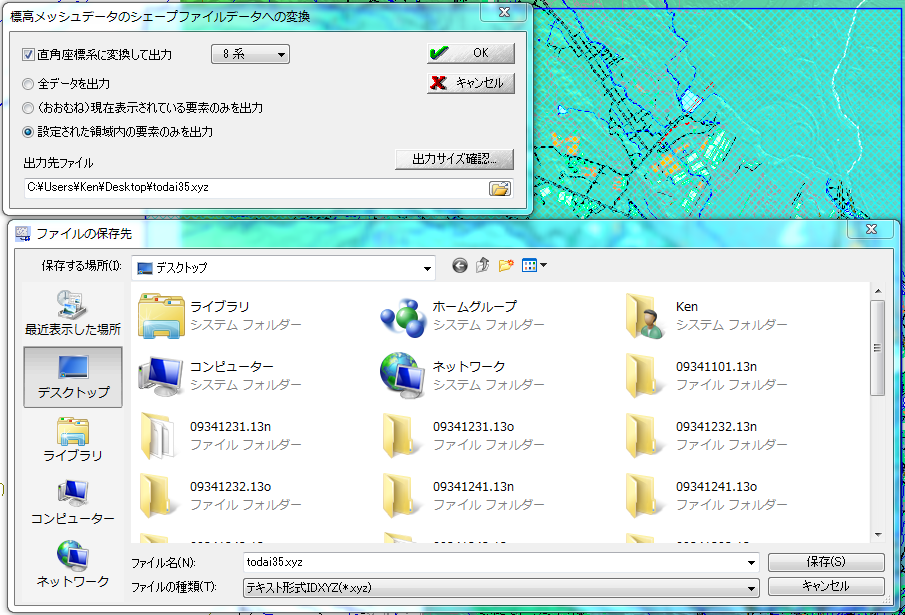 標高メッシュデータのシェープファイルデータへの変換
直角座標系に変換して出力
8 系
OK
全データを出力
キャンセル
(おおむね)現在表示されている要素のみを出力
設定された領域内の要素のみを出力
出力先ファイル
出力サイズ確認...
C:¥Users¥Ken¥Desktop¥todai35.xyz
ファイルの保存先
保存する場所(I):
デスクトップ
最近表示した場所
デスクトップ
ライブラリ
コンピューター
ネットワーク
ライブラリ
システム フォルダー
ホームグループ
システム フォルダー
Ken
システム フォルダー
コンピューター
システム フォルダー
ネットワーク
システム フォルダー
09341101.13n
ファイル フォルダー
09341231.13n
ファイル フォルダー
09341231.13o
ファイル フォルダー
09341232.13n
ファイル フォルダー
09341232.13o
ファイル フォルダー
09341241.13n
ファイル フォルダー
09341241.13o
ファイル フォルダー
ファイル名(N):
todai35.xyz
保存(S)
ファイルの種類(T):
テキスト形式IDXYZ(*.xyz)
キャンセル